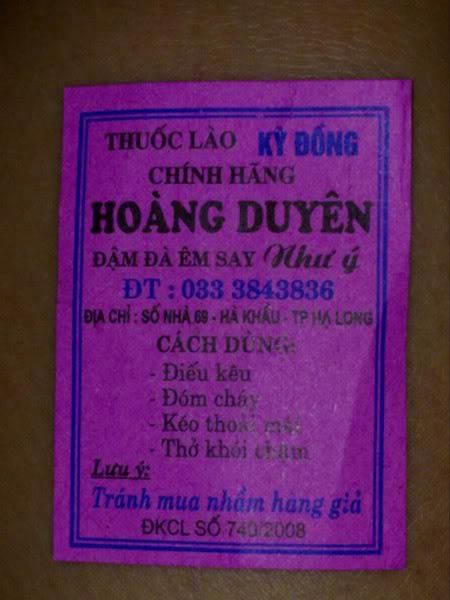 THUỐC LÀO KỲ ĐỒNG
CHÍNH HÃNG
HOÀNG DUYÊN
ĐẬM ĐÀ ÊM SAY Như ý
ĐT : 033 3843836
ĐỊA CHỈ : SỐ NHÀ 69 - HÀ KHẨU - TP HẠ LONG
CÁCH DÙNG:
- Điếu kêu
- Đóm cháy
- Kéo thoải mái
- Thở khói chậm
Lưu ý:
Tránh mua nhầm hàng giả
ĐKCL SỐ 740/2008